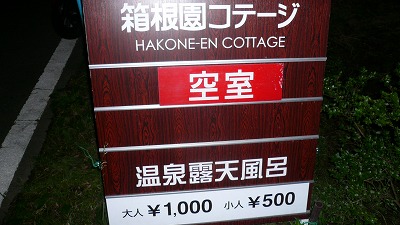 箱根園コテージ
HAKONE-EN COTTAGE
空室
温泉露天風呂
大人 ¥1,000 小人 ¥500